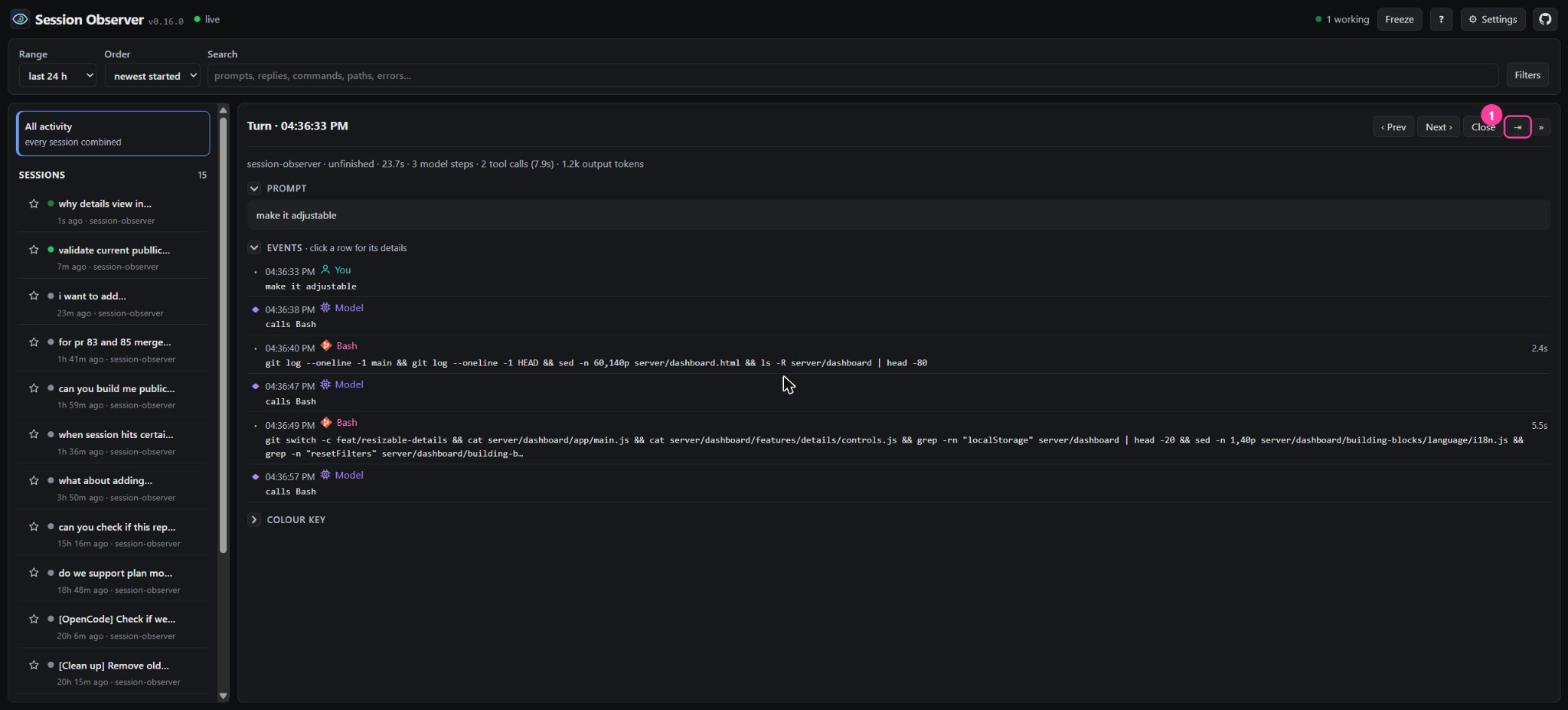 Session Observer v0.16.0 live
1 working Freeze ? Settings
Range Order Search
last 24 h newest started prompts, replies, commands, paths, errors... Filters
All activity
every session combined
SESSIONS 15
why details view in...
1s ago · session-observer
validate current publlic...
7m ago · session-observer
i want to add...
23m ago · session-observer
for pr 83 and 85 merge...
1h 41m ago · session-observer
can you build me public...
1h 59m ago · session-observer
when session hits certai...
1h 36m ago · session-observer
what about adding...
3h 50m ago · session-observer
can you check if this rep...
15h 16m ago · session-observer
do we support plan mo...
18h 48m ago · session-observer
[OpenCode] Check if we...
20h 6m ago · session-observer
[Clean up] Remove old...
20h 15m ago · session-observer
Turn · 04:36:33 PM
1
‹ Prev Next › Close ⇥ »
session-observer · unfinished · 23.7s · 3 model steps · 2 tool calls (7.9s) · 1.2k output tokens
PROMPT
make it adjustable
EVENTS · click a row for its details
04:36:33 PM You
make it adjustable
04:36:38 PM Model
calls Bash
04:36:40 PM Bash 2.4s
git log --oneline -1 main && git log --oneline -1 HEAD && sed -n 60,140p server/dashboard.html && ls -R server/dashboard | head -80
04:36:47 PM Model
calls Bash
04:36:49 PM Bash 5.5s
git switch -c feat/resizable-details && cat server/dashboard/app/main.js && cat server/dashboard/features/details/controls.js && grep -rn "localStorage" server/dashboard | head -20 && sed -n 1,40p server/dashboard/building-blocks/language/i18n.js &&
grep -n "resetFilters" server/dashboard/building-b…
04:36:57 PM Model
calls Bash
COLOUR KEY